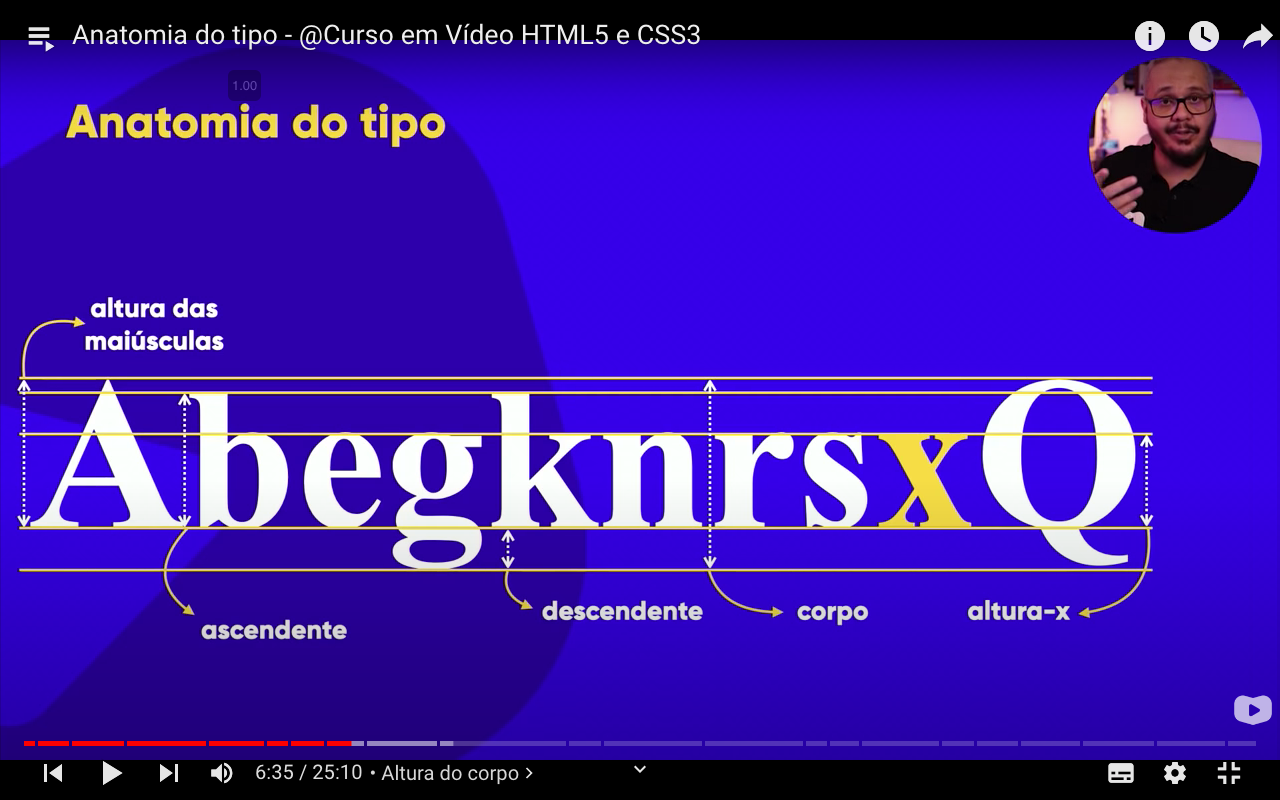 Anatomia do tipo - @Curso em Vídeo HTML5 e CSS3
1.00
Anatomia do tipo
altura das
maiúsculas
AbegknrsxQ
ascendente
descendente
corpo
altura-x
6:35 / 25:10 • Altura do corpo